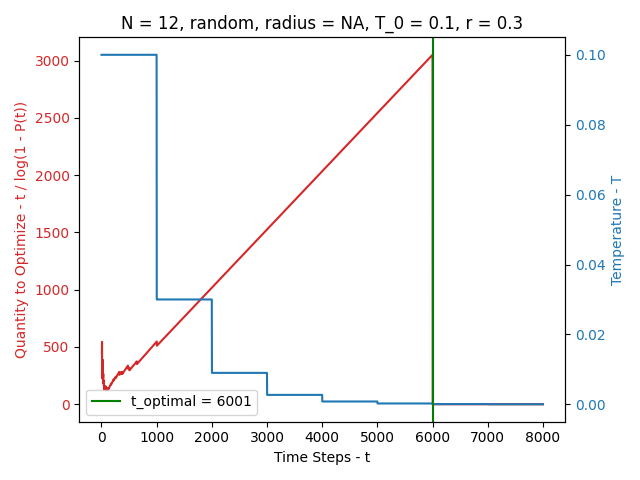 N = 12, random, radius = NA, T_0 = 0.1, r = 0.3
Quantity to Optimize - t / log(1 - P(t))
3000
2500
2000
1500
1000
500
0
0.10
0.08
0.06
0.04
0.02
0.00
Temperature - T
t_optimal = 6001
0 1000 2000 3000 4000 5000 6000 7000 8000
Time Steps - t